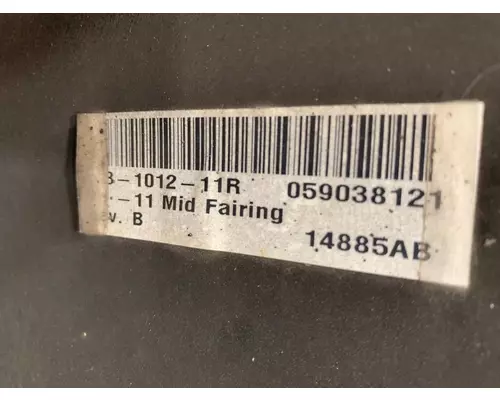 3-1012-11R 059038121
-11 Mid Fairing
v. B 14885AB